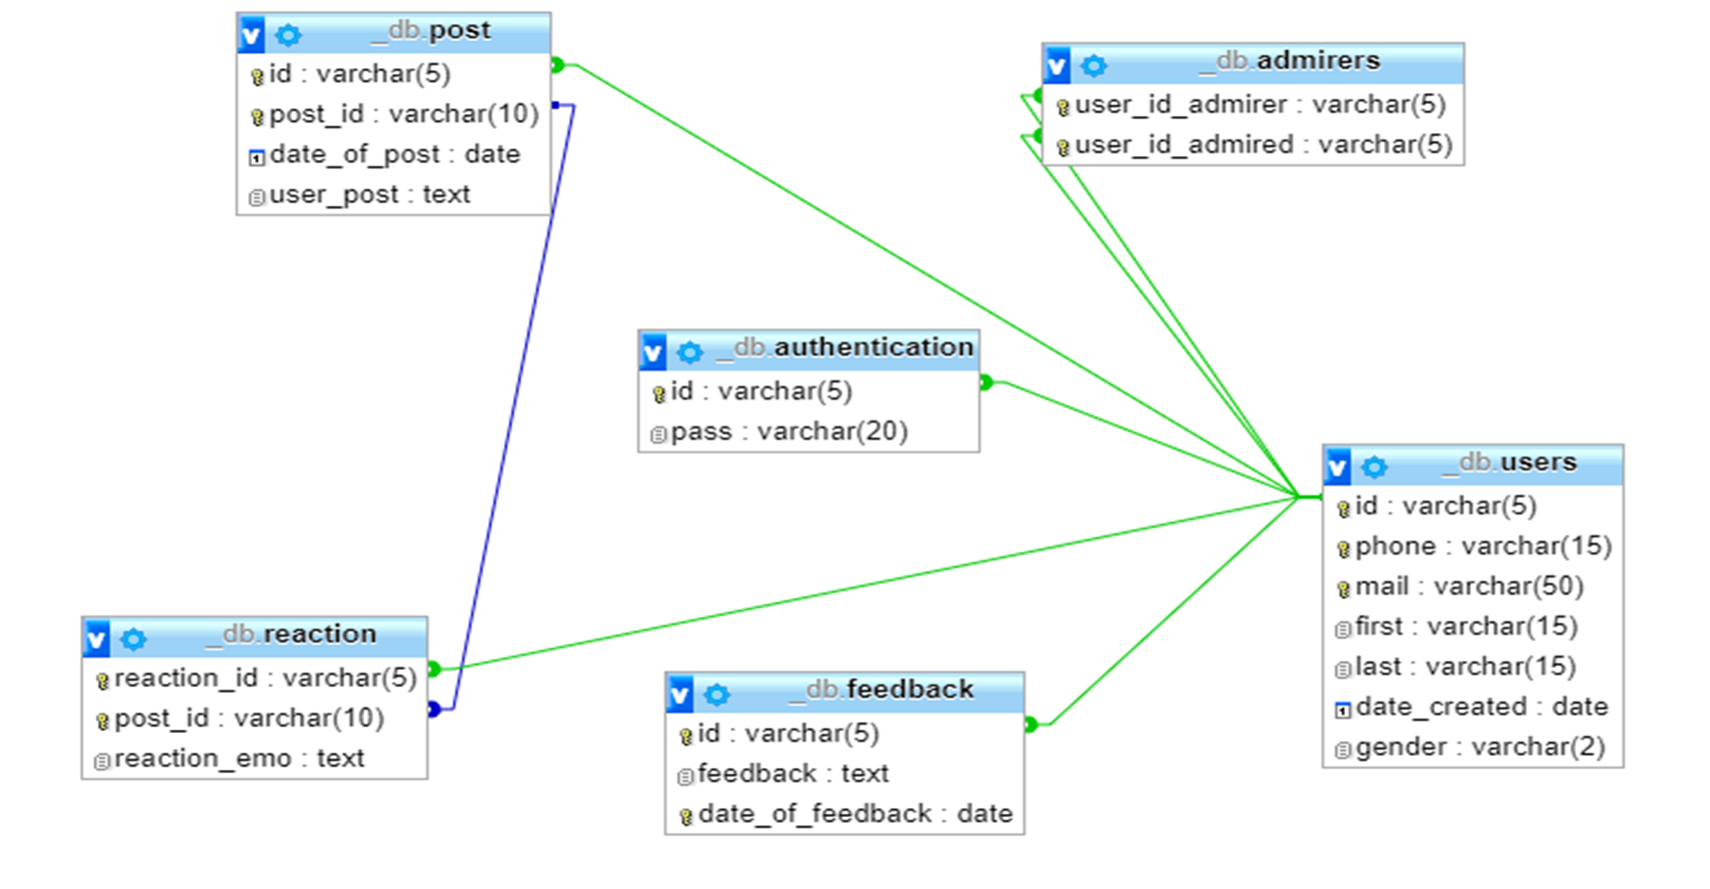 _db.post
id : varchar(5)
post_id : varchar(10)
date_of_post : date
user_post : text
_db.admirers
user_id_admirer : varchar(5)
user_id_admired : varchar(5)
_db.authentication
id : varchar(5)
pass : varchar(20)
_db.users
id : varchar(5)
phone : varchar(15)
mail : varchar(50)
first : varchar(15)
last : varchar(15)
date_created : date
gender : varchar(2)
_db.reaction
reaction_id : varchar(5)
post_id : varchar(10)
reaction_emo : text
_db.feedback
id : varchar(5)
feedback : text
date_of_feedback : date